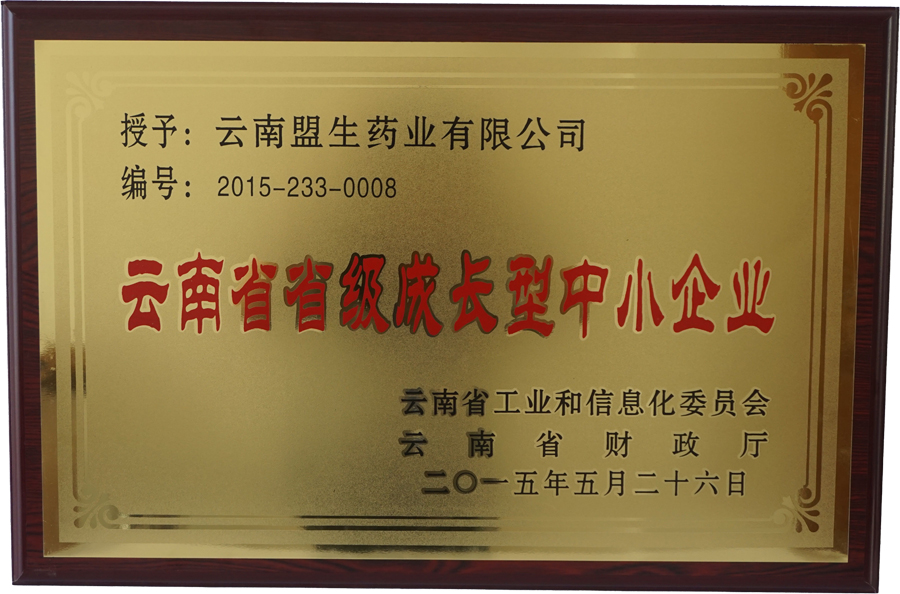 授予：云南盟生药业有限公司
编号：2015-233-0008
云南省省级成长型中小企业
云南省工业和信息化委员会
云南省财政厅
二〇一五年五月二十六日